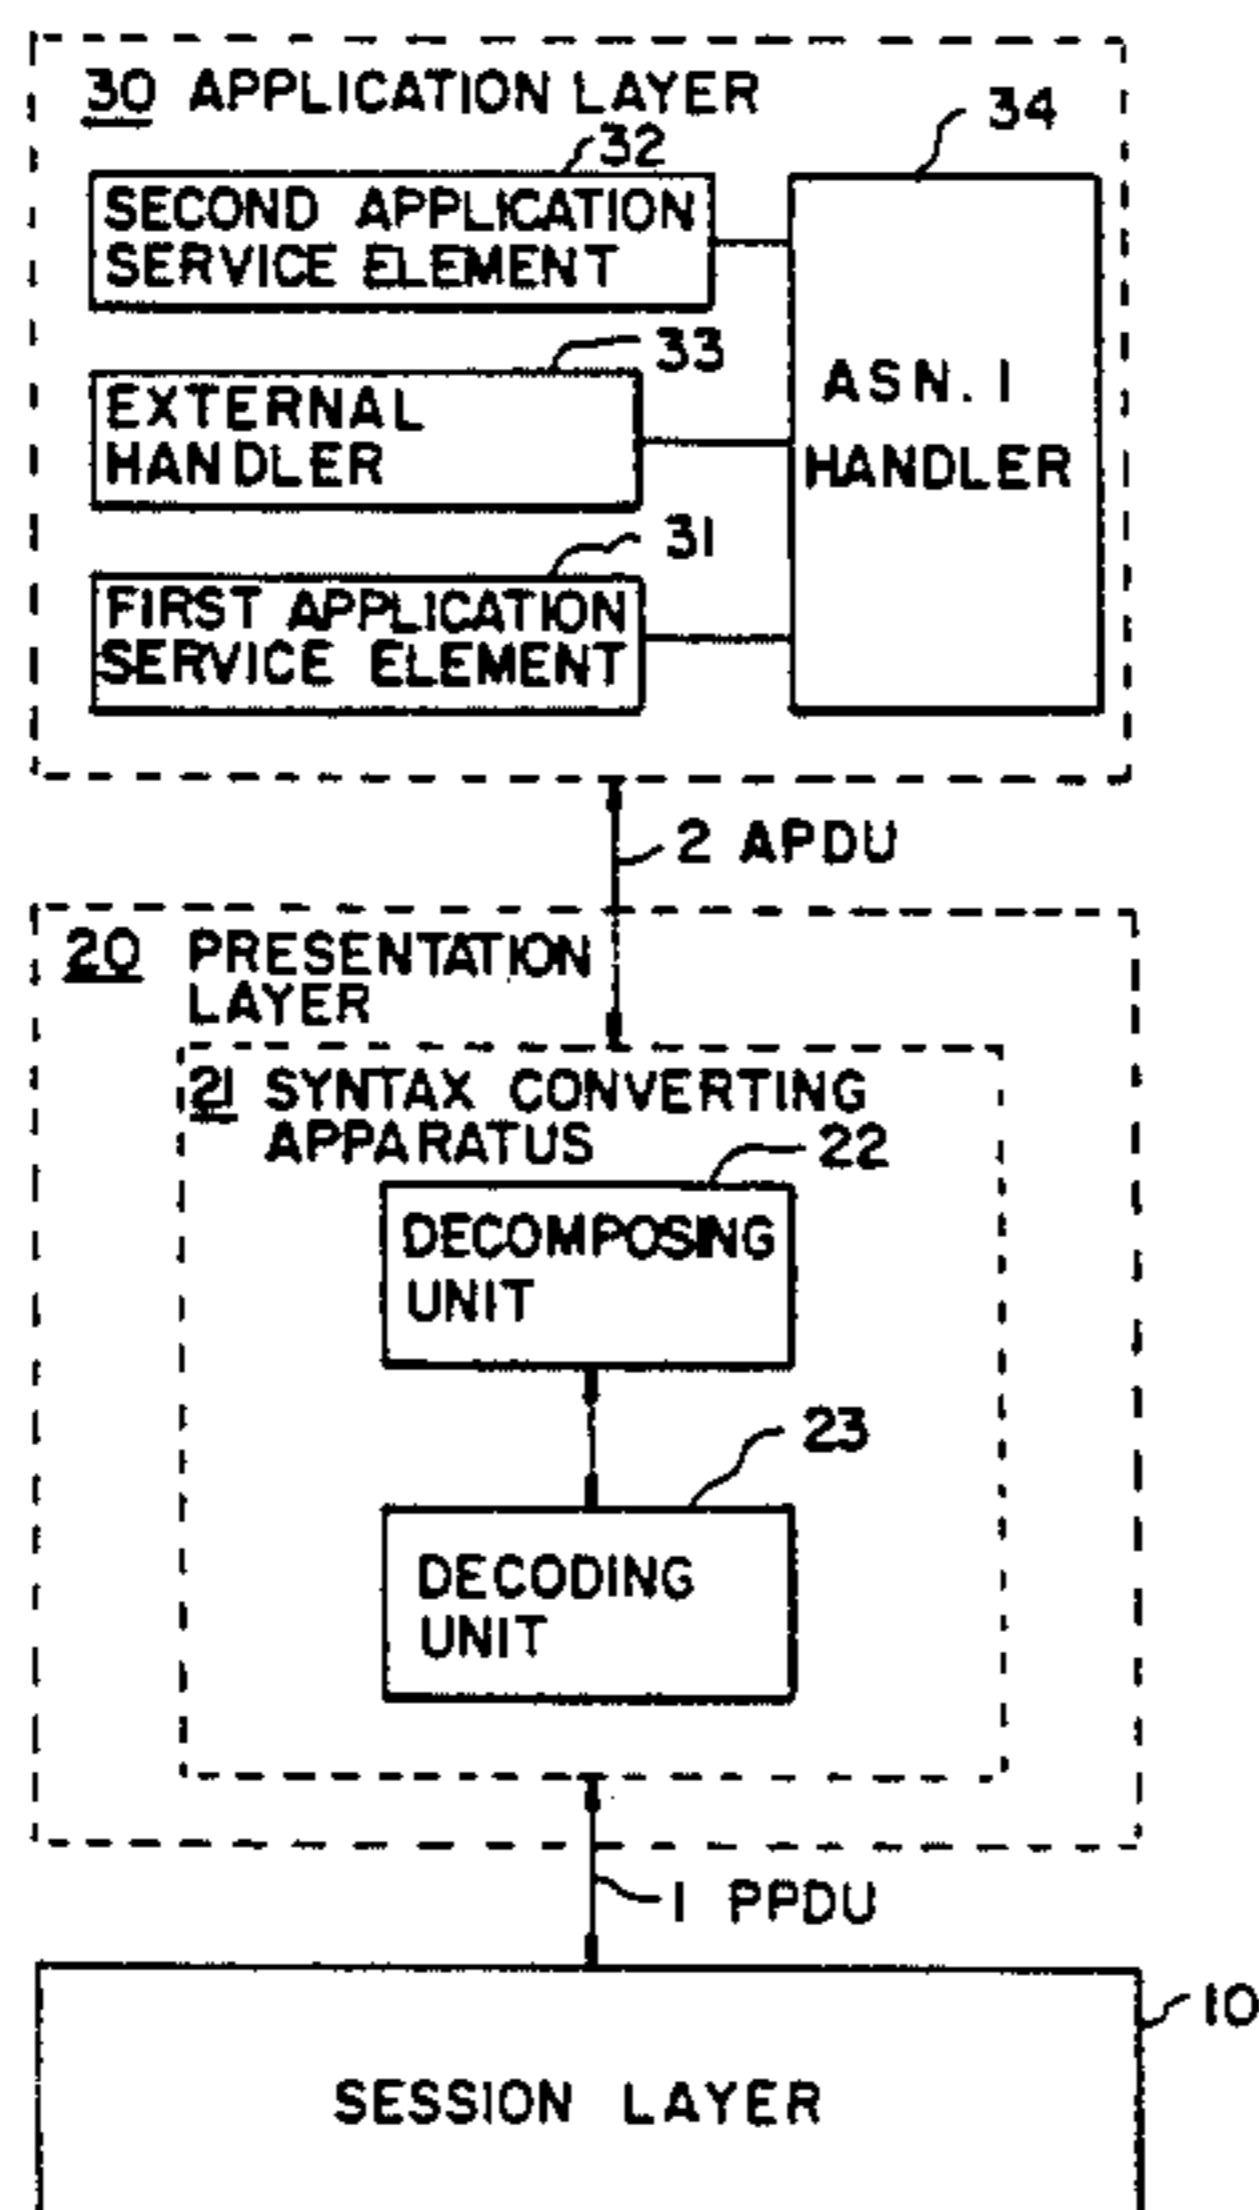 30 APPLICATION LAYER
34
32
SECOND APPLICATION
SERVICE ELEMENT
33
EXTERNAL
HANDLER
ASN.1
HANDLER
31
FIRST APPLICATION
SERVICE ELEMENT
2 APDU
20 PRESENTATION
LAYER
21 SYNTAX CONVERTING
APPARATUS
22
DECOMPOSING
UNIT
23
DECODING
UNIT
1 PPDU
10
SESSION LAYER